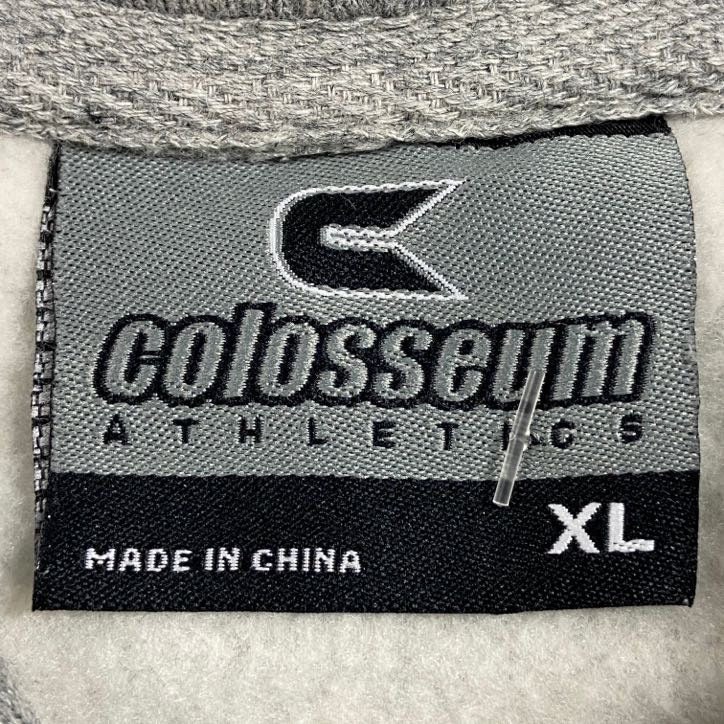 colosseum
ATHLETICS
XL
MADE IN CHINA